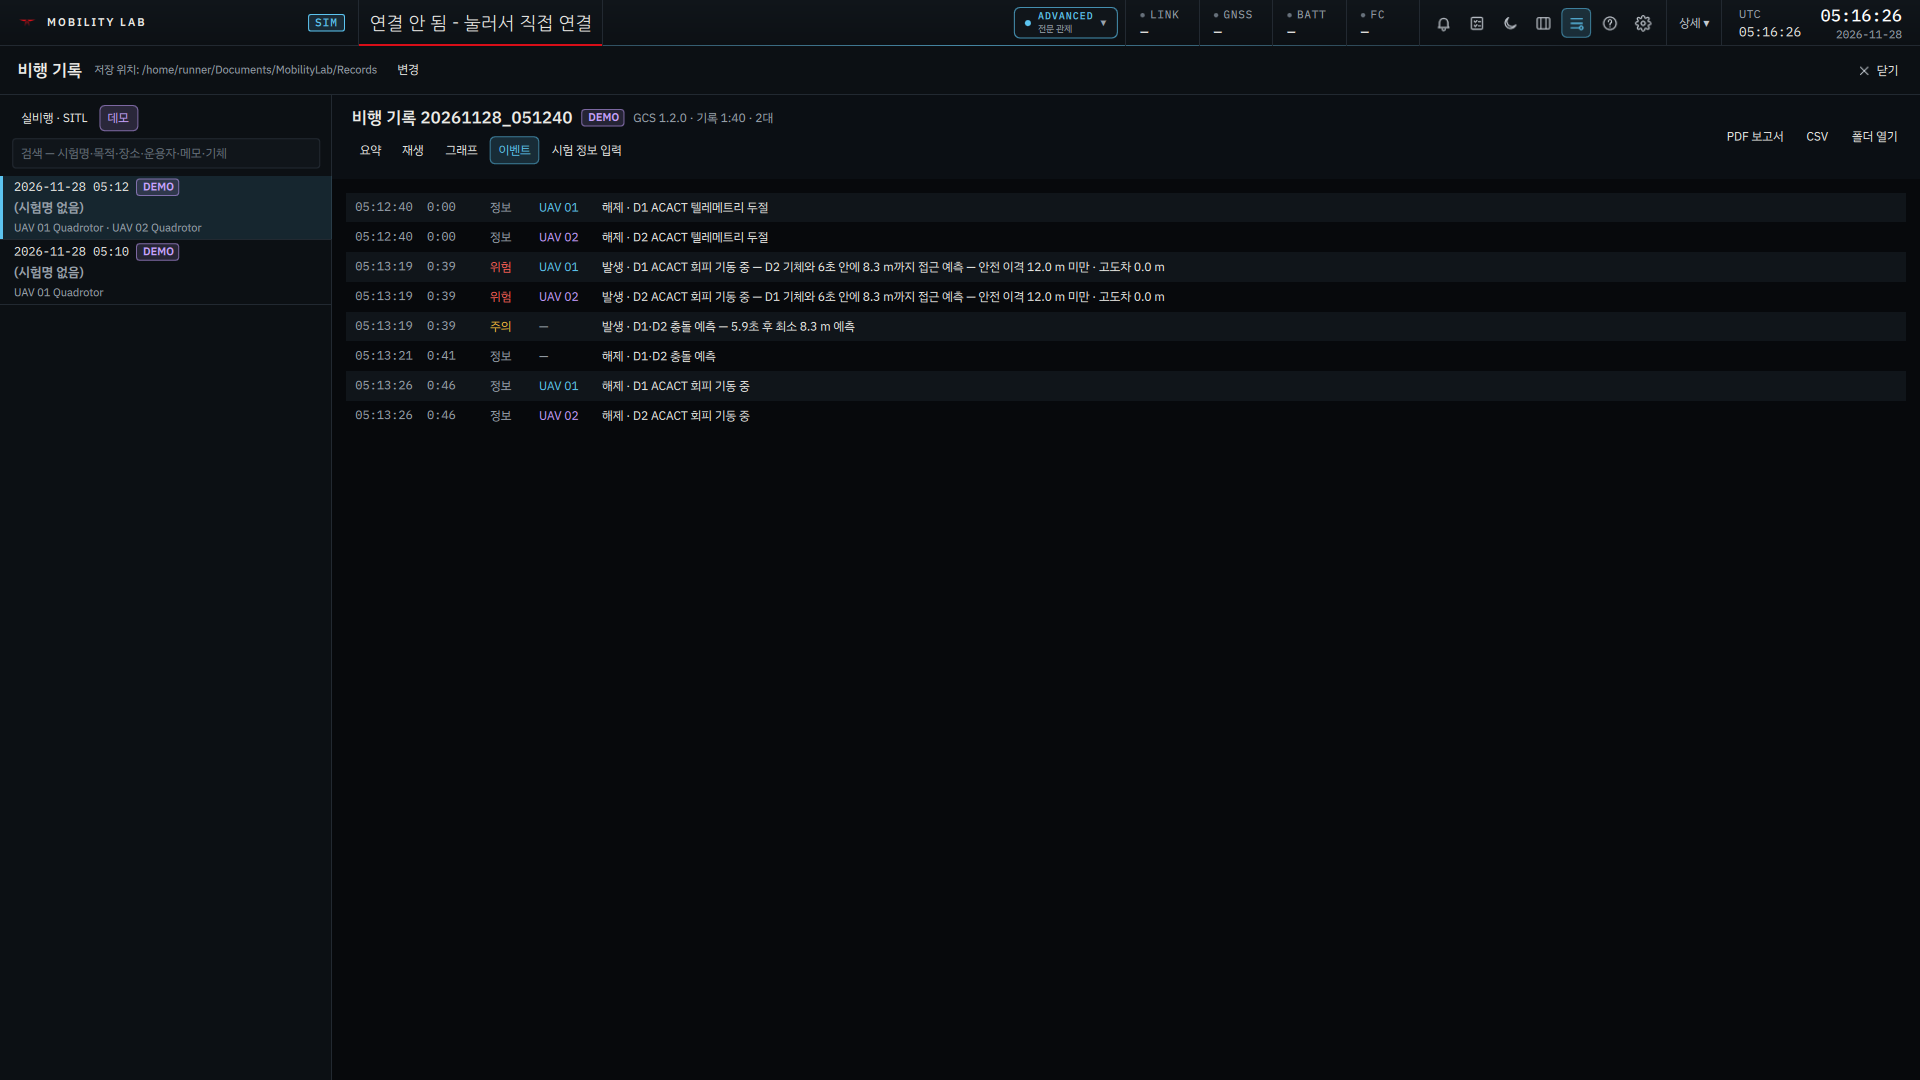 MOBILITY LAB
SIM
연결 안 됨 - 눌러서 직접 연결
ADVANCED
전문 관제
▾
LINK
—
GNSS
—
BATT
—
FC
—
상세 ▾
UTC
05:16:26
05:16:26
2026-11-28
비행 기록 저장 위치: /home/runner/Documents/MobilityLab/Records 변경
× 닫기
실비행 · SITL 데모
검색 — 시험명·목적·장소·운용자·메모·기체
2026-11-28 05:12 DEMO
(시험명 없음)
UAV 01 Quadrotor · UAV 02 Quadrotor
2026-11-28 05:10 DEMO
(시험명 없음)
UAV 01 Quadrotor
비행 기록 20261128_051240 DEMO GCS 1.2.0 · 기록 1:40 · 2대
요약 재생 그래프 이벤트 시험 정보 입력
PDF 보고서 CSV 폴더 열기
05:12:40 0:00 정보 UAV 01 해제 · D1 ACACT 텔레메트리 두절
05:12:40 0:00 정보 UAV 02 해제 · D2 ACACT 텔레메트리 두절
05:13:19 0:39 위험 UAV 01 발생 · D1 ACACT 회피 기동 중 — D2 기체와 6초 안에 8.3 m까지 접근 예측 — 안전 이격 12.0 m 미만 · 고도차 0.0 m
05:13:19 0:39 위험 UAV 02 발생 · D2 ACACT 회피 기동 중 — D1 기체와 6초 안에 8.3 m까지 접근 예측 — 안전 이격 12.0 m 미만 · 고도차 0.0 m
05:13:19 0:39 주의 — 발생 · D1·D2 충돌 예측 — 5.9초 후 최소 8.3 m 예측
05:13:21 0:41 정보 — 해제 · D1·D2 충돌 예측
05:13:26 0:46 정보 UAV 01 해제 · D1 ACACT 회피 기동 중
05:13:26 0:46 정보 UAV 02 해제 · D2 ACACT 회피 기동 중